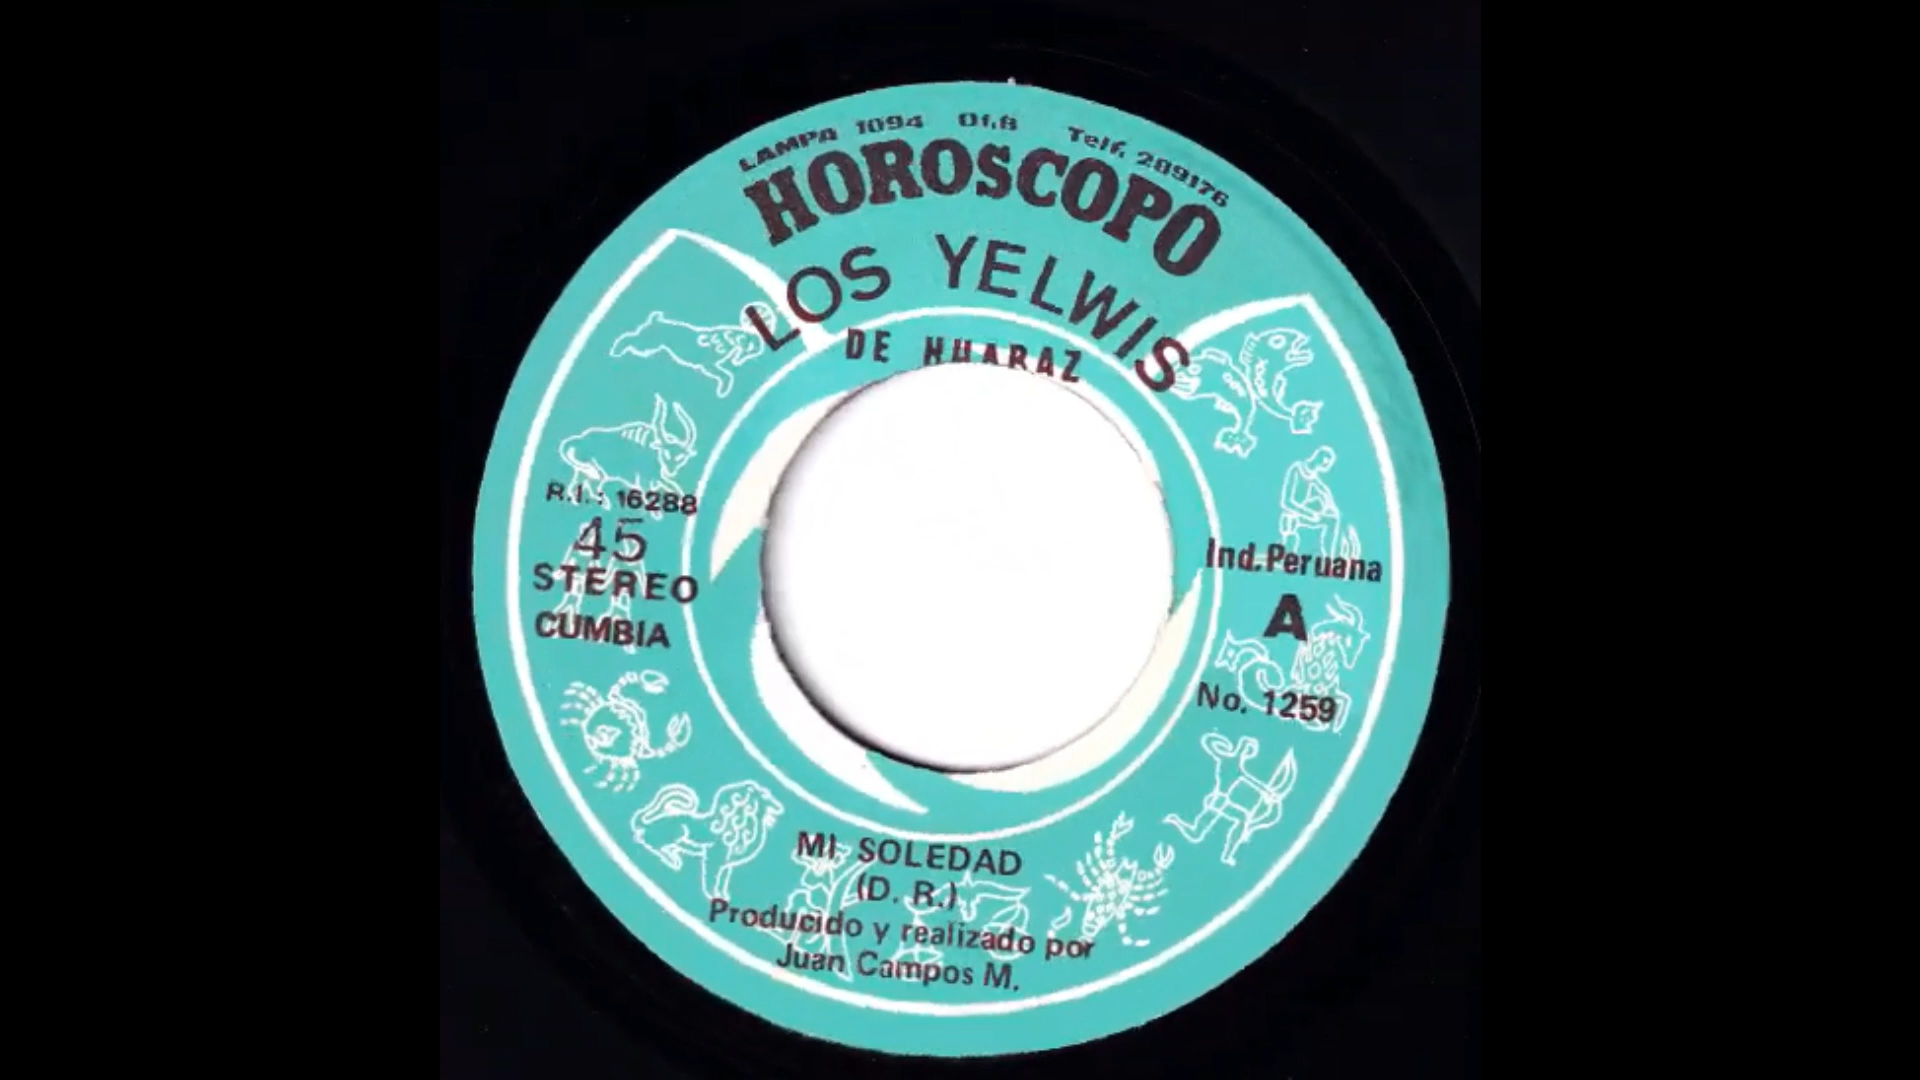 LAMPA 1094 Of.8 Telf. 289176
HOROSCOPO
LOS YELWIS
DE HUARAZ
R.I.: 16288
45
STEREO
CUMBIA
Ind. Peruana
A
No. 1259
MI SOLEDAD
(D. R.)
Producido y realizado por
Juan Campos M.